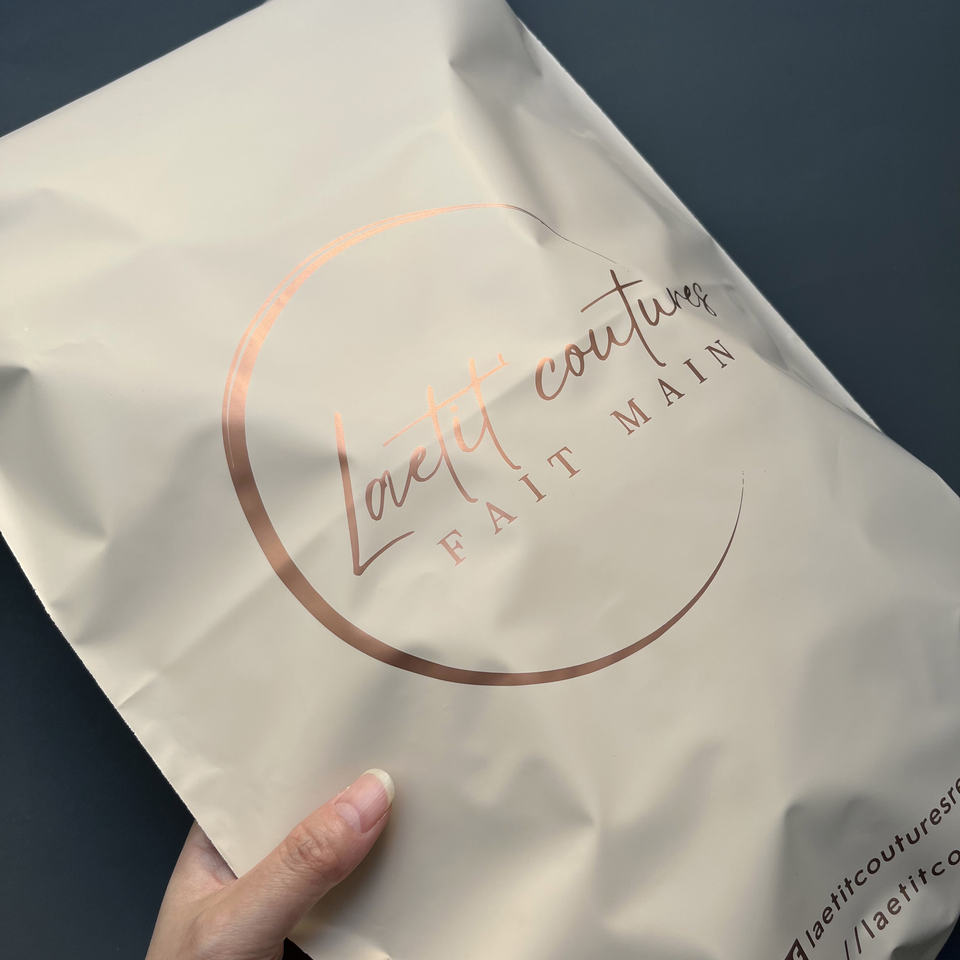 Laetit coutures
FAIT MAIN
laetitcouturesre
//laetitco